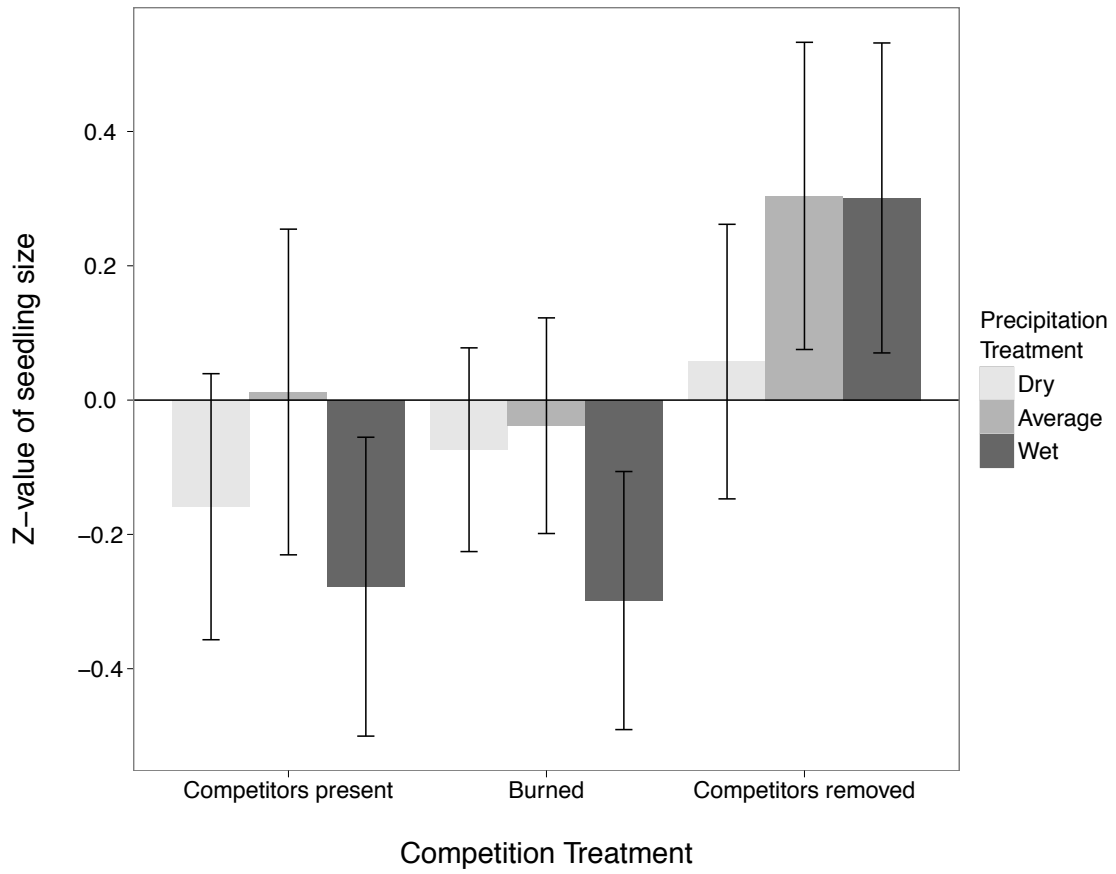 Z−value of seedling size
0.4
0.2
0.0
−0.2
−0.4
Competitors present
Burned
Competitors removed
Competition Treatment
Precipitation
Treatment
Dry
Average
Wet